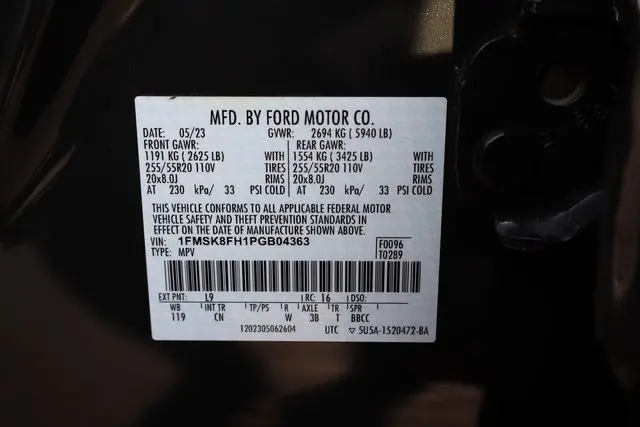 MFD. BY FORD MOTOR CO.
DATE: 05/23 GVWR: 2694 KG ( 5940 LB)
FRONT GAWR: REAR GAWR:
1191 KG ( 2625 LB) WITH 1554 KG ( 3425 LB) WITH
255/55R20 110V TIRES 255/55R20 110V TIRES
20x8.0J RIMS 20x8.0J RIMS
AT 230 kPa/ 33 PSI COLD AT 230 kPa/ 33 PSI COLD
THIS VEHICLE CONFORMS TO ALL APPLICABLE FEDERAL MOTOR
VEHICLE SAFETY AND THEFT PREVENTION STANDARDS IN
EFFECT ON THE DATE OF MANUFACTURE SHOWN ABOVE.
VIN: 1FMSK8FH1PGB04363 F0096
TYPE: MPV T0289
EXT PNT: L9 RC: 16 DSO:
WB INT TR TP/PS R AXLE TR SPR
119 CN W 3B T BBCC
1202305062604 UTC ▽ 5U5A-1520472-BA